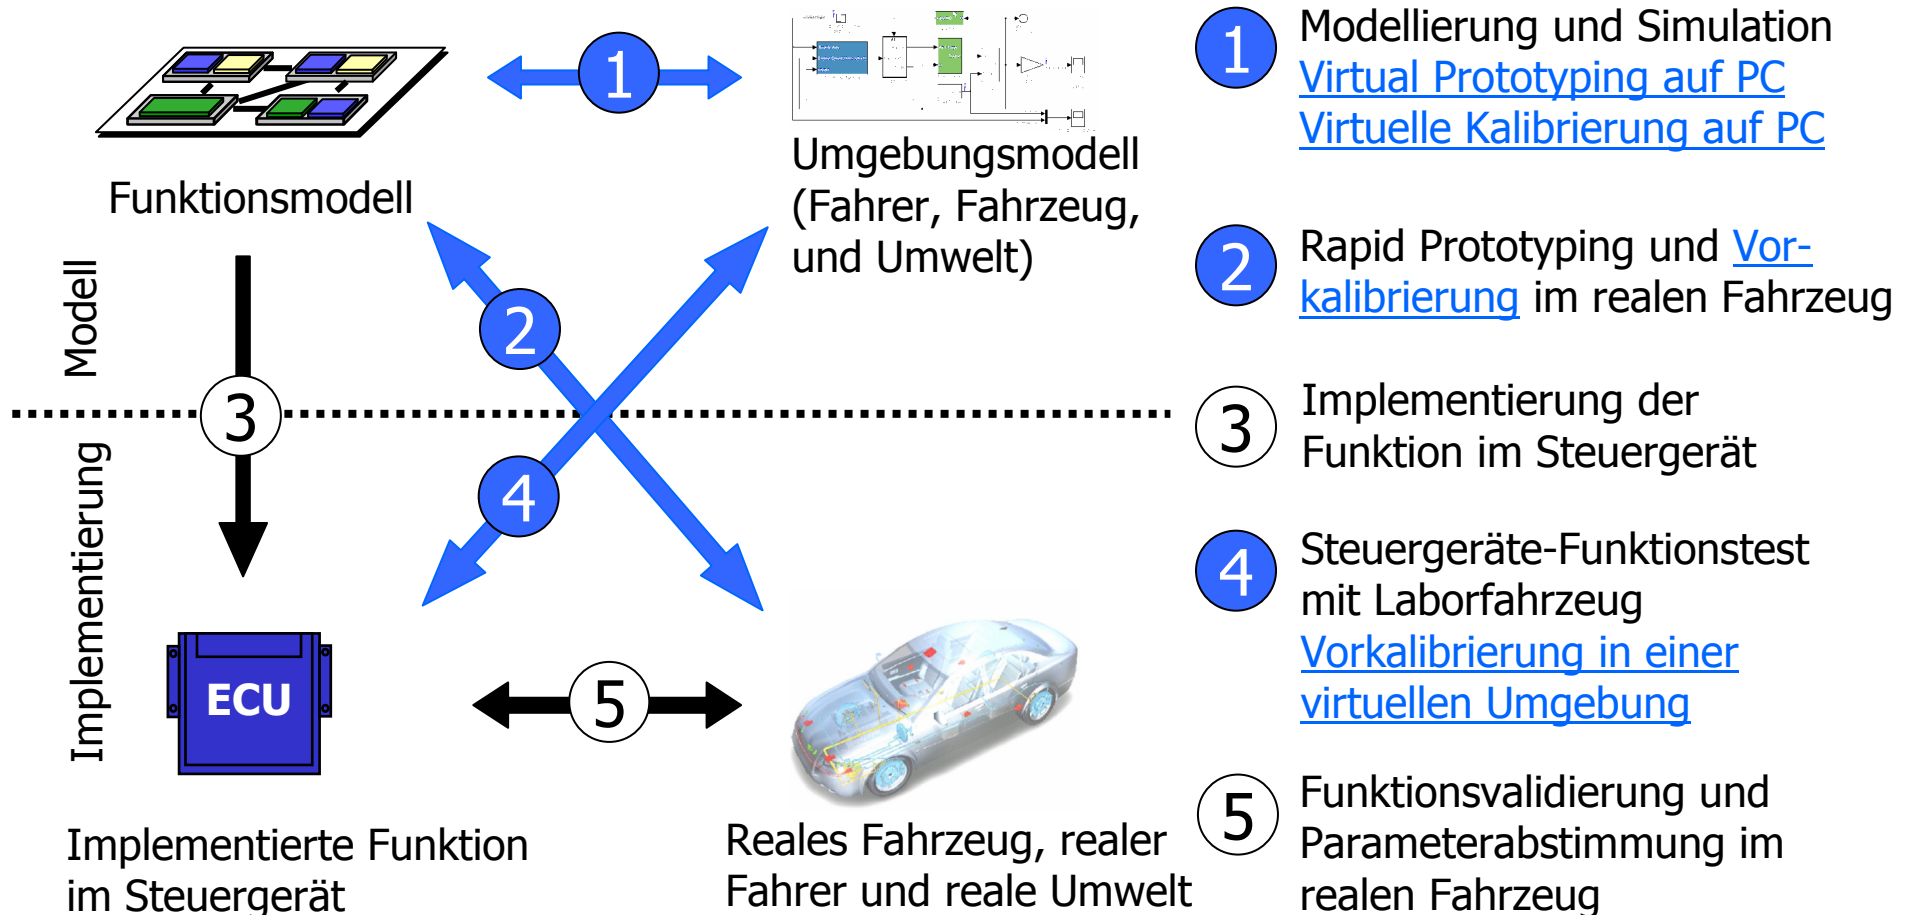 Funktionsmodell
1
Umgebungsmodell
(Fahrer, Fahrzeug,
und Umwelt)
Modell
2
3
Implementierung
4
ECU
5
Implementierte Funktion
im Steuergerät
Reales Fahrzeug, realer
Fahrer und reale Umwelt
1
Modellierung und Simulation
Virtual Prototyping auf PC
Virtuelle Kalibrierung auf PC
2
Rapid Prototyping und Vor-
kalibrierung im realen Fahrzeug
3
Implementierung der
Funktion im Steuergerät
4
Steuergeräte-Funktionstest
mit Laborfahrzeug
Vorkalibrierung in einer
virtuellen Umgebung
5
Funktionsvalidierung und
Parameterabstimmung im
realen Fahrzeug